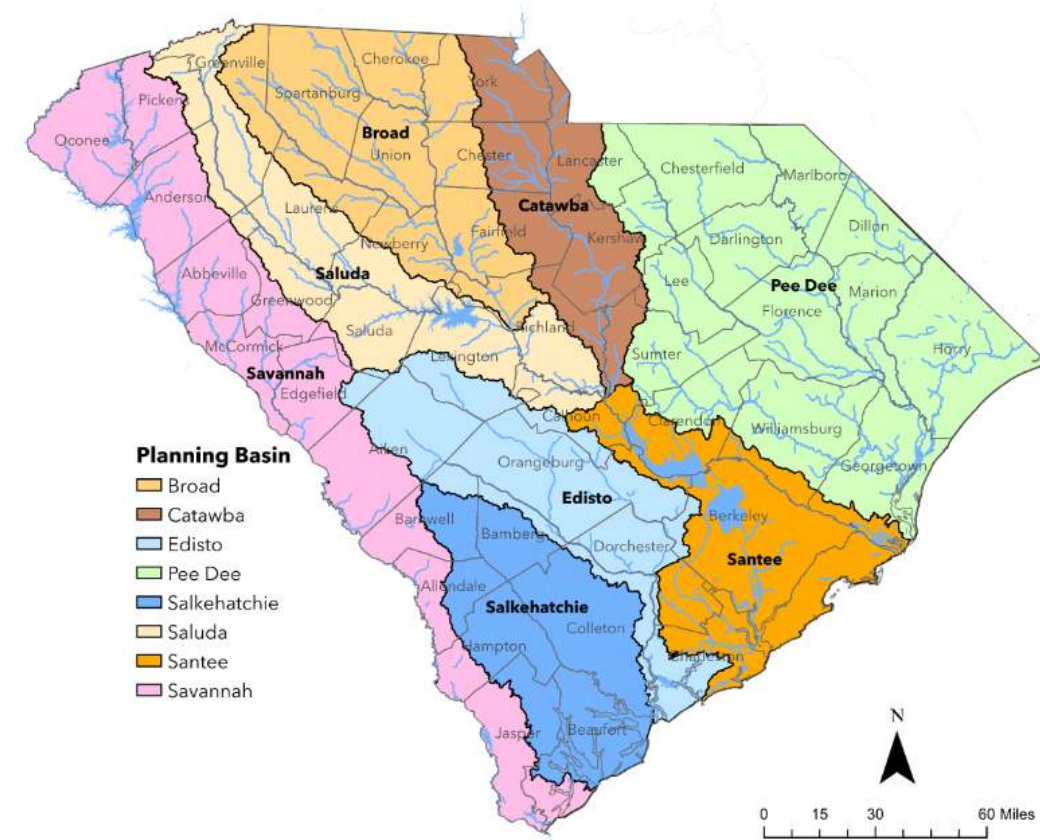 Greenville
Cherokee
York
Pickens
Spartanburg
Broad
Oconee
Union
Chester
Lancaster
Chesterfield
Marlboro
Anderson
Laurens
Catawba
Dillon
Newberry
Fairfield
Kershaw
Darlington
Abbeville
Saluda
Lee
Pee Dee
Marion
Greenwood
Florence
Saluda
Richland
McCormick
Lexington
Sumter
Horry
Savannah
Edgefield
Calhoun
Clarendon
Williamsburg
Aiken
Orangeburg
Georgetown
Planning Basin
Broad
Catawba
Edisto
Pee Dee
Salkehatchie
Saluda
Santee
Savannah
Edisto
Berkeley
Barnwell
Bamberg
Dorchester
Santee
Allendale
Salkehatchie
Colleton
Hampton
Charleston
Jasper
Beaufort
N
0 15 30 60 Miles